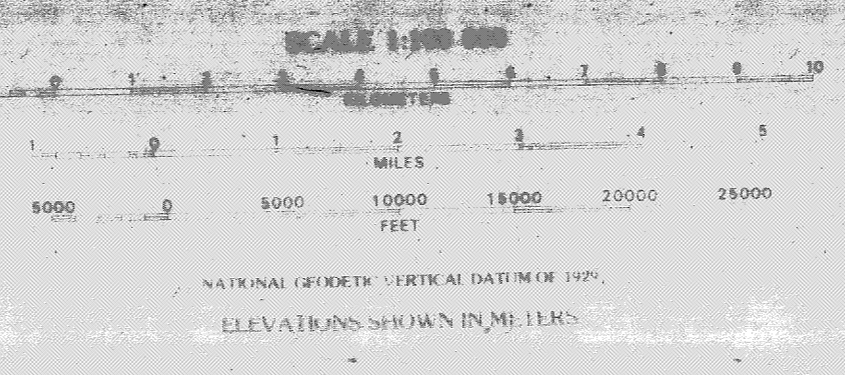 SCALE 1:100 000
0 1 2 3 4 5 6 7 8 9 10
KILOMETERS
1 0 1 2 3 4 5
MILES
5000 0 5000 10000 15000 20000 25000
FEET
NATIONAL GEODETIC VERTICAL DATUM OF 1929
ELEVATIONS SHOWN IN METERS